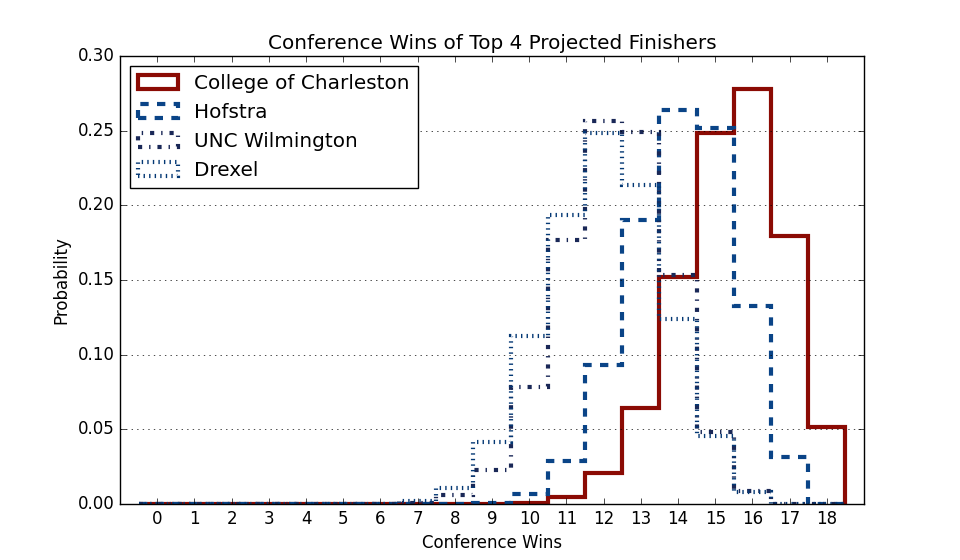 Conference Wins of Top 4 Projected Finishers
0.30
0.25
0.20
0.15
0.10
0.05
0.00
Probability
College of Charleston
Hofstra
UNC Wilmington
Drexel
0 1 2 3 4 5 6 7 8 9 10 11 12 13 14 15 16 17 18
Conference Wins